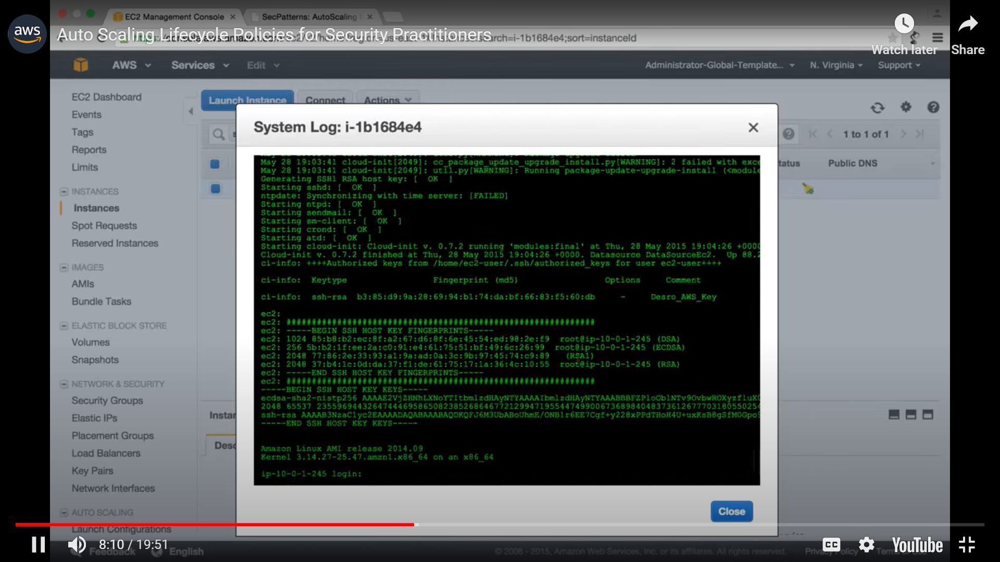 EC2 Management Console
SecPatterns: AutoScaling
aws
Auto Scaling Lifecycle Policies for Security Practitioners
search=i-1b1684e4;sort=instanceId
Watch later
Share
AWS
Services
Edit
Administrator-Global-Template...
N. Virginia
Support
EC2 Dashboard
Events
Tags
Reports
Limits
INSTANCES
Instances
Spot Requests
Reserved Instances
IMAGES
AMIs
Bundle Tasks
ELASTIC BLOCK STORE
Volumes
Snapshots
NETWORK & SECURITY
Security Groups
Elastic IPs
Placement Groups
Load Balancers
Key Pairs
Network Interfaces
AUTO SCALING
Launch Configurations
Launch Instance
Connect
Actions
1 to 1 of 1
tatus
Public DNS
Instan
Desc
System Log: i-1b1684e4
May 28 19:03:41 cloud-init[2049]: cc_package_update_upgrade_install.py[WARNING]: 2 failed with exce
May 28 19:03:41 cloud-init[2049]: util.py[WARNING]: Running package-update-upgrade-install (<module
Generating SSH1 RSA host key: [ OK ]
Starting sshd: [ OK ]
ntpdate: Synchronizing with time server: [FAILED]
Starting ntpd: [ OK ]
Starting sendmail: [ OK ]
Starting sm-client: [ OK ]
Starting crond: [ OK ]
Starting atd: [ OK ]
Starting cloud-init: Cloud-init v. 0.7.2 running 'modules:final' at Thu, 28 May 2015 19:04:26 +0000
Cloud-init v. 0.7.2 finished at Thu, 28 May 2015 19:04:26 +0000. Datasource DataSourceEc2. Up 88.2
ci-info: ++++Authorized keys from /home/ec2-user/.ssh/authorized_keys for user ec2-user++++
ci-info: Keytype Fingerprint (md5) Options Comment
ci-info: ssh-rsa b3:85:d9:9a:28:69:94:b1:74:da:bf:66:83:f5:60:db - Desro_AWS_Key
ec2:
ec2: #############################################################
ec2: -----BEGIN SSH HOST KEY FINGERPRINTS-----
ec2: 1024 85:b8:b2:ec:8f:a2:67:d6:8f:6e:45:54:ed:98:2e:f9 root@ip-10-0-1-245 (DSA)
ec2: 256 5b:b2:1f:ee:2a:c0:91:e4:61:75:51:bf:49:6c:26:99 root@ip-10-0-1-245 (ECDSA)
ec2: 2048 77:86:2e:33:93:a1:9a:ad:0a:3c:9b:97:45:74:c9:89 (RSA1)
ec2: 2048 37:b4:1c:0d:da:37:f1:de:61:75:17:1a:36:4c:10:55 root@ip-10-0-1-245 (RSA)
ec2: -----END SSH HOST KEY FINGERPRINTS-----
ec2: #############################################################
-----BEGIN SSH HOST KEY KEYS-----
ecdsa-sha2-nistp256
2048 65537
ssh-rsa
-----END SSH HOST KEY KEYS-----
Amazon Linux AMI release 2014.09
Kernel 3.14.27-25.47.amzn1.x86_64 on an x86_64
ip-10-0-1-245 login:
Close
8:10 / 19:51
CC
YouTube
Feedback
English
© 2008 - 2015, Amazon Web Services, Inc. or its affiliates. All rights reserved.
Privacy Policy